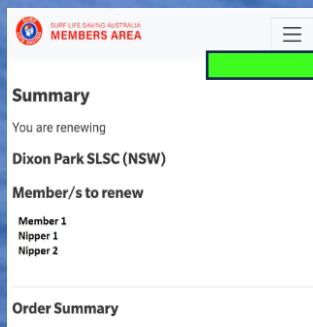 SURF LIFE SAVING AUSTRALIA
MEMBERS AREA
Summary
You are renewing
Dixon Park SLSC (NSW)
Member/s to renew
Member 1
Nipper 1
Nipper 2
Order Summary